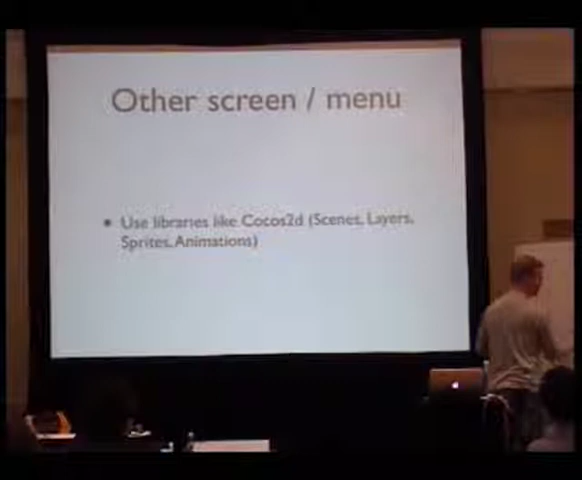 Other screen / menu
• Use libraries like Cocos2d (Scenes, Layers,
Sprites, Animations)